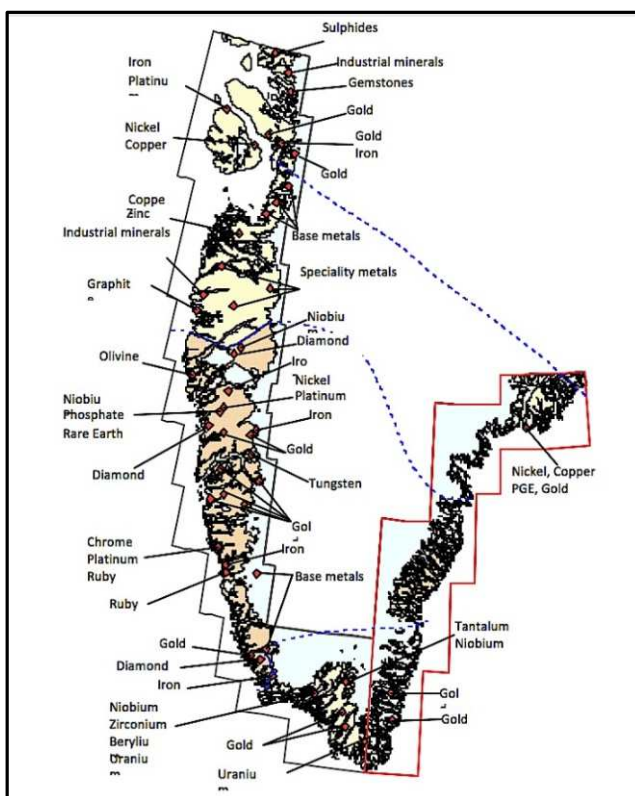 Sulphides
Iron
Platinu
m
Industrial minerals
Gemstones
Gold
Nickel
Copper
Gold
Iron
Gold
Coppe
Zinc
Industrial minerals
Base metals
Speciality metals
Graphit
e
Niobiu
m
Diamond
Olivine
Iro
Nickel
Platinum
Niobiu
Phosphate
Rare Earth
Iron
Gold
Diamond
Tungsten
Nickel, Copper
PGE, Gold
Gol
Chrome
Platinum
Ruby
Iron
Base metals
Ruby
Tantalum
Niobium
Gold
Diamond
Iron
Gol
Niobium
Zirconium
Beryliu
Uraniu
m
Gold
Gold
Uraniu
m